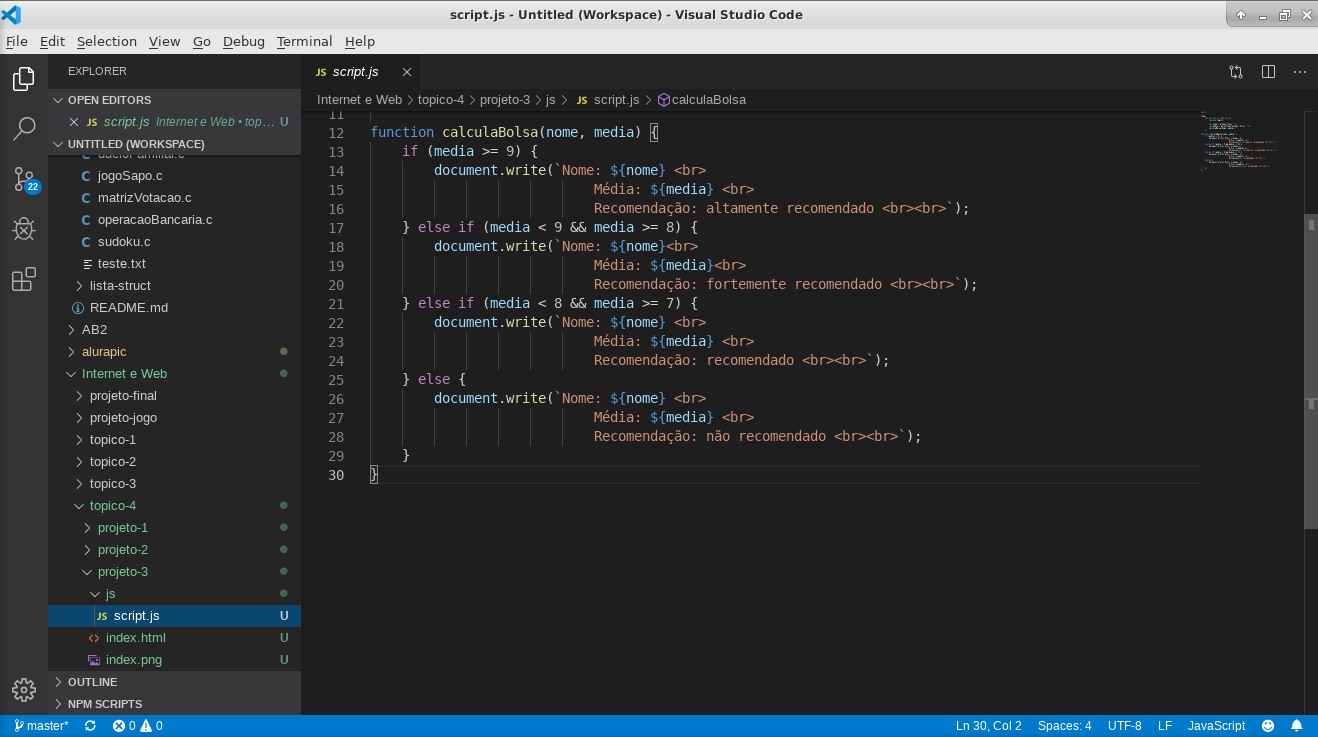 script.js - Untitled (Workspace) - Visual Studio Code
File Edit Selection View Go Debug Terminal Help
EXPLORER
OPEN EDITORS
JS script.js Internet e Web • top… U
UNTITLED (WORKSPACE)
C jogoSapo.c
C matrizVotacao.c
C operacaoBancaria.c
C sudoku.c
teste.txt
lista-struct
README.md
AB2
alurapic
Internet e Web
projeto-final
projeto-jogo
topico-1
topico-2
topico-3
topico-4
projeto-1
projeto-2
projeto-3
js
JS script.js U
index.html U
index.png U
OUTLINE
NPM SCRIPTS
22
JS script.js
Internet e Web > topico-4 > projeto-3 > js > JS script.js > calculaBolsa
11
12 function calculaBolsa(nome, media) {
13 if (media >= 9) {
14 document.write(`Nome: ${nome} <br>
15 Média: ${media} <br>
16 Recomendação: altamente recomendado <br><br>`);
17 } else if (media < 9 && media >= 8) {
18 document.write(`Nome: ${nome}<br>
19 Média: ${media}<br>
20 Recomendação: fortemente recomendado <br><br>`);
21 } else if (media < 8 && media >= 7) {
22 document.write(`Nome: ${nome} <br>
23 Média: ${media} <br>
24 Recomendação: recomendado <br><br>`);
25 } else {
26 document.write(`Nome: ${nome} <br>
27 Média: ${media} <br>
28 Recomendação: não recomendado <br><br>`);
29 }
30 }
master* 0 0 Ln 30, Col 2 Spaces: 4 UTF-8 LF JavaScript